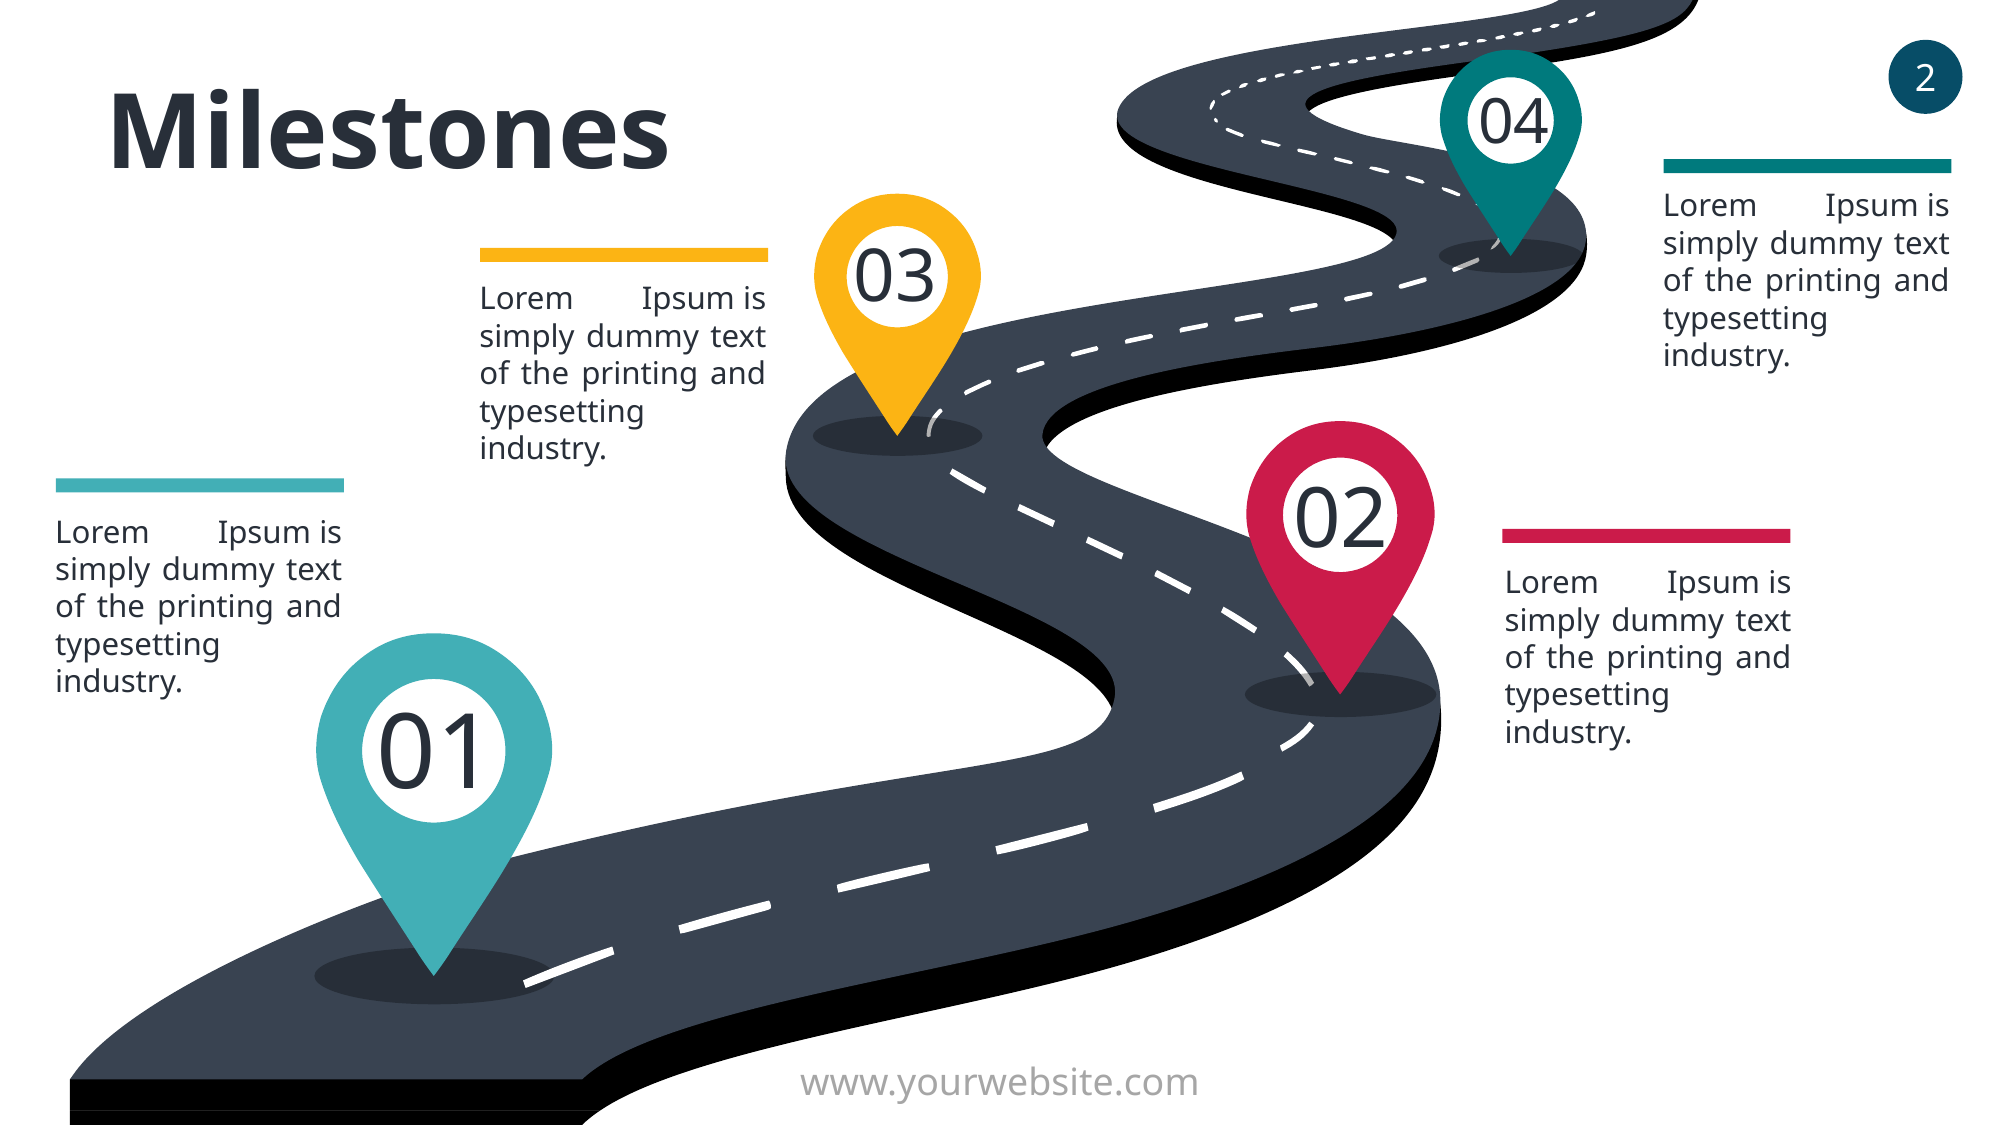 Milestones
2
04
Lorem Ipsum is
simply dummy text
of the printing and
typesetting
industry.
03
Lorem Ipsum is
simply dummy text
of the printing and
typesetting
industry.
02
Lorem Ipsum is
simply dummy text
of the printing and
typesetting
industry.
Lorem Ipsum is
simply dummy text
of the printing and
typesetting
industry.
01
www.yourwebsite.com